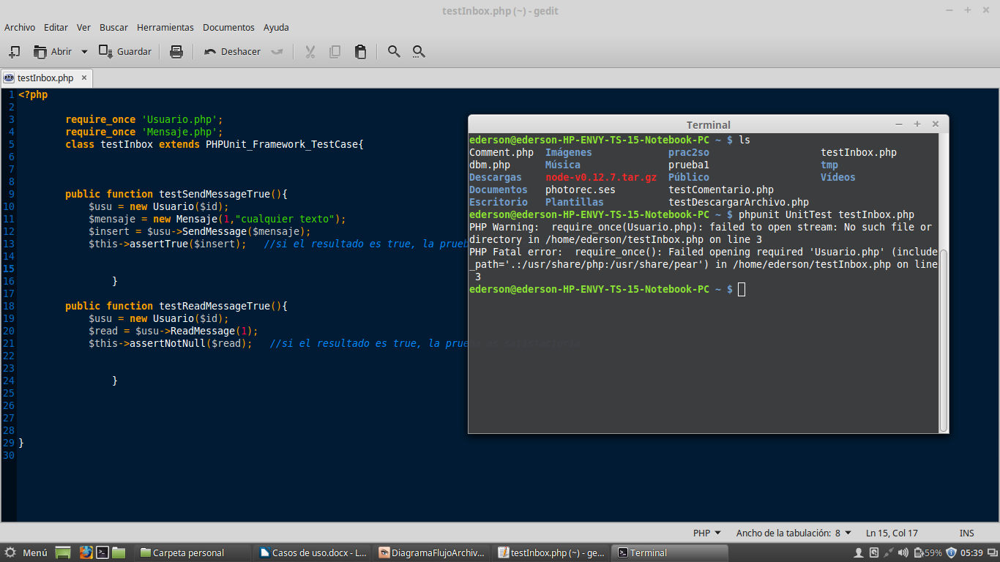 testInbox.php (~) - gedit
Archivo Editar Ver Buscar Herramientas Documentos Ayuda
Abrir Guardar Deshacer
testInbox.php
1 <?php
2
3 require_once 'Usuario.php';
4 require_once 'Mensaje.php';
5 class testInbox extends PHPUnit_Framework_TestCase{
6
7
8
9 public function testSendMessageTrue(){
10 $usu = new Usuario($id);
11 $mensaje = new Mensaje(1,"cualquier texto");
12 $insert = $usu->SendMessage($mensaje);
13 $this->assertTrue($insert); //si el resultado es true, la prueb
14
15
16 }
17
18 public function testReadMessageTrue(){
19 $usu = new Usuario($id);
20 $read = $usu->ReadMessage(1);
21 $this->assertNotNull($read); //si el resultado es true, la prue
22
23
24 }
25
26
27
28
29 }
30
Terminal
ederson@ederson-HP-ENVY-TS-15-Notebook-PC ~ $ ls
Comment.php Imágenes prac2so testInbox.php
dbm.php Música prueba1 tmp
Descargas node-v0.12.7.tar.gz Público Vídeos
Documentos photorec.ses testComentario.php
Escritorio Plantillas testDescargarArchivo.php
ederson@ederson-HP-ENVY-TS-15-Notebook-PC ~ $ phpunit UnitTest testInbox.php
PHP Warning: require_once(Usuario.php): failed to open stream: No such file or
directory in /home/ederson/testInbox.php on line 3
PHP Fatal error: require_once(): Failed opening required 'Usuario.php' (include
_path='.:/usr/share/php:/usr/share/pear') in /home/ederson/testInbox.php on line
3
ederson@ederson-HP-ENVY-TS-15-Notebook-PC ~ $
PHP Ancho de la tabulación: 8 Ln 15, Col 17 INS
Menú Carpeta personal Casos de uso.docx - L... DiagramaFlujoArchiv... testInbox.php (~) - ge... Terminal 59% 05:39